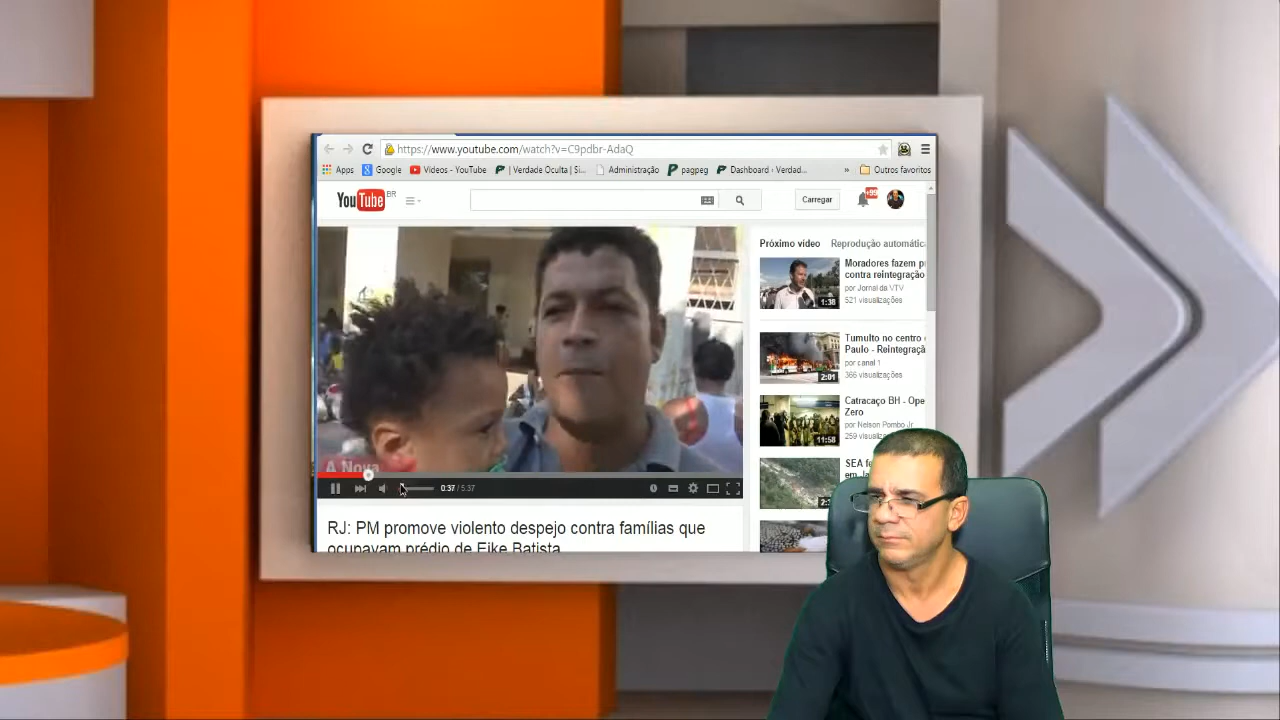 https://www.youtube.com/watch?v=C9pdbr-AdaQ
Apps
Google
Vídeos - YouTube
| Verdade Oculta | Si...
Administração
pagpeg
Dashboard ‹ Verdad...
»
Outros favoritos
YouTube BR
Carregar
+99
Próximo vídeo
Reprodução automátic
Moradores fazem p
contra reintegração
por Jornal da VTV
521 visualizações
1:38
Tumulto no centro
Paulo - Reintegraçã
por canal 1
366 visualizações
2:01
Catracaço BH - Ope
Zero
por Nelson Pombo Jr
259 visualiza
11:58
SEA f
A Nova
0:37 / 5:37
RJ: PM promove violento despejo contra famílias que
ocupavam prédio de Eike Batista